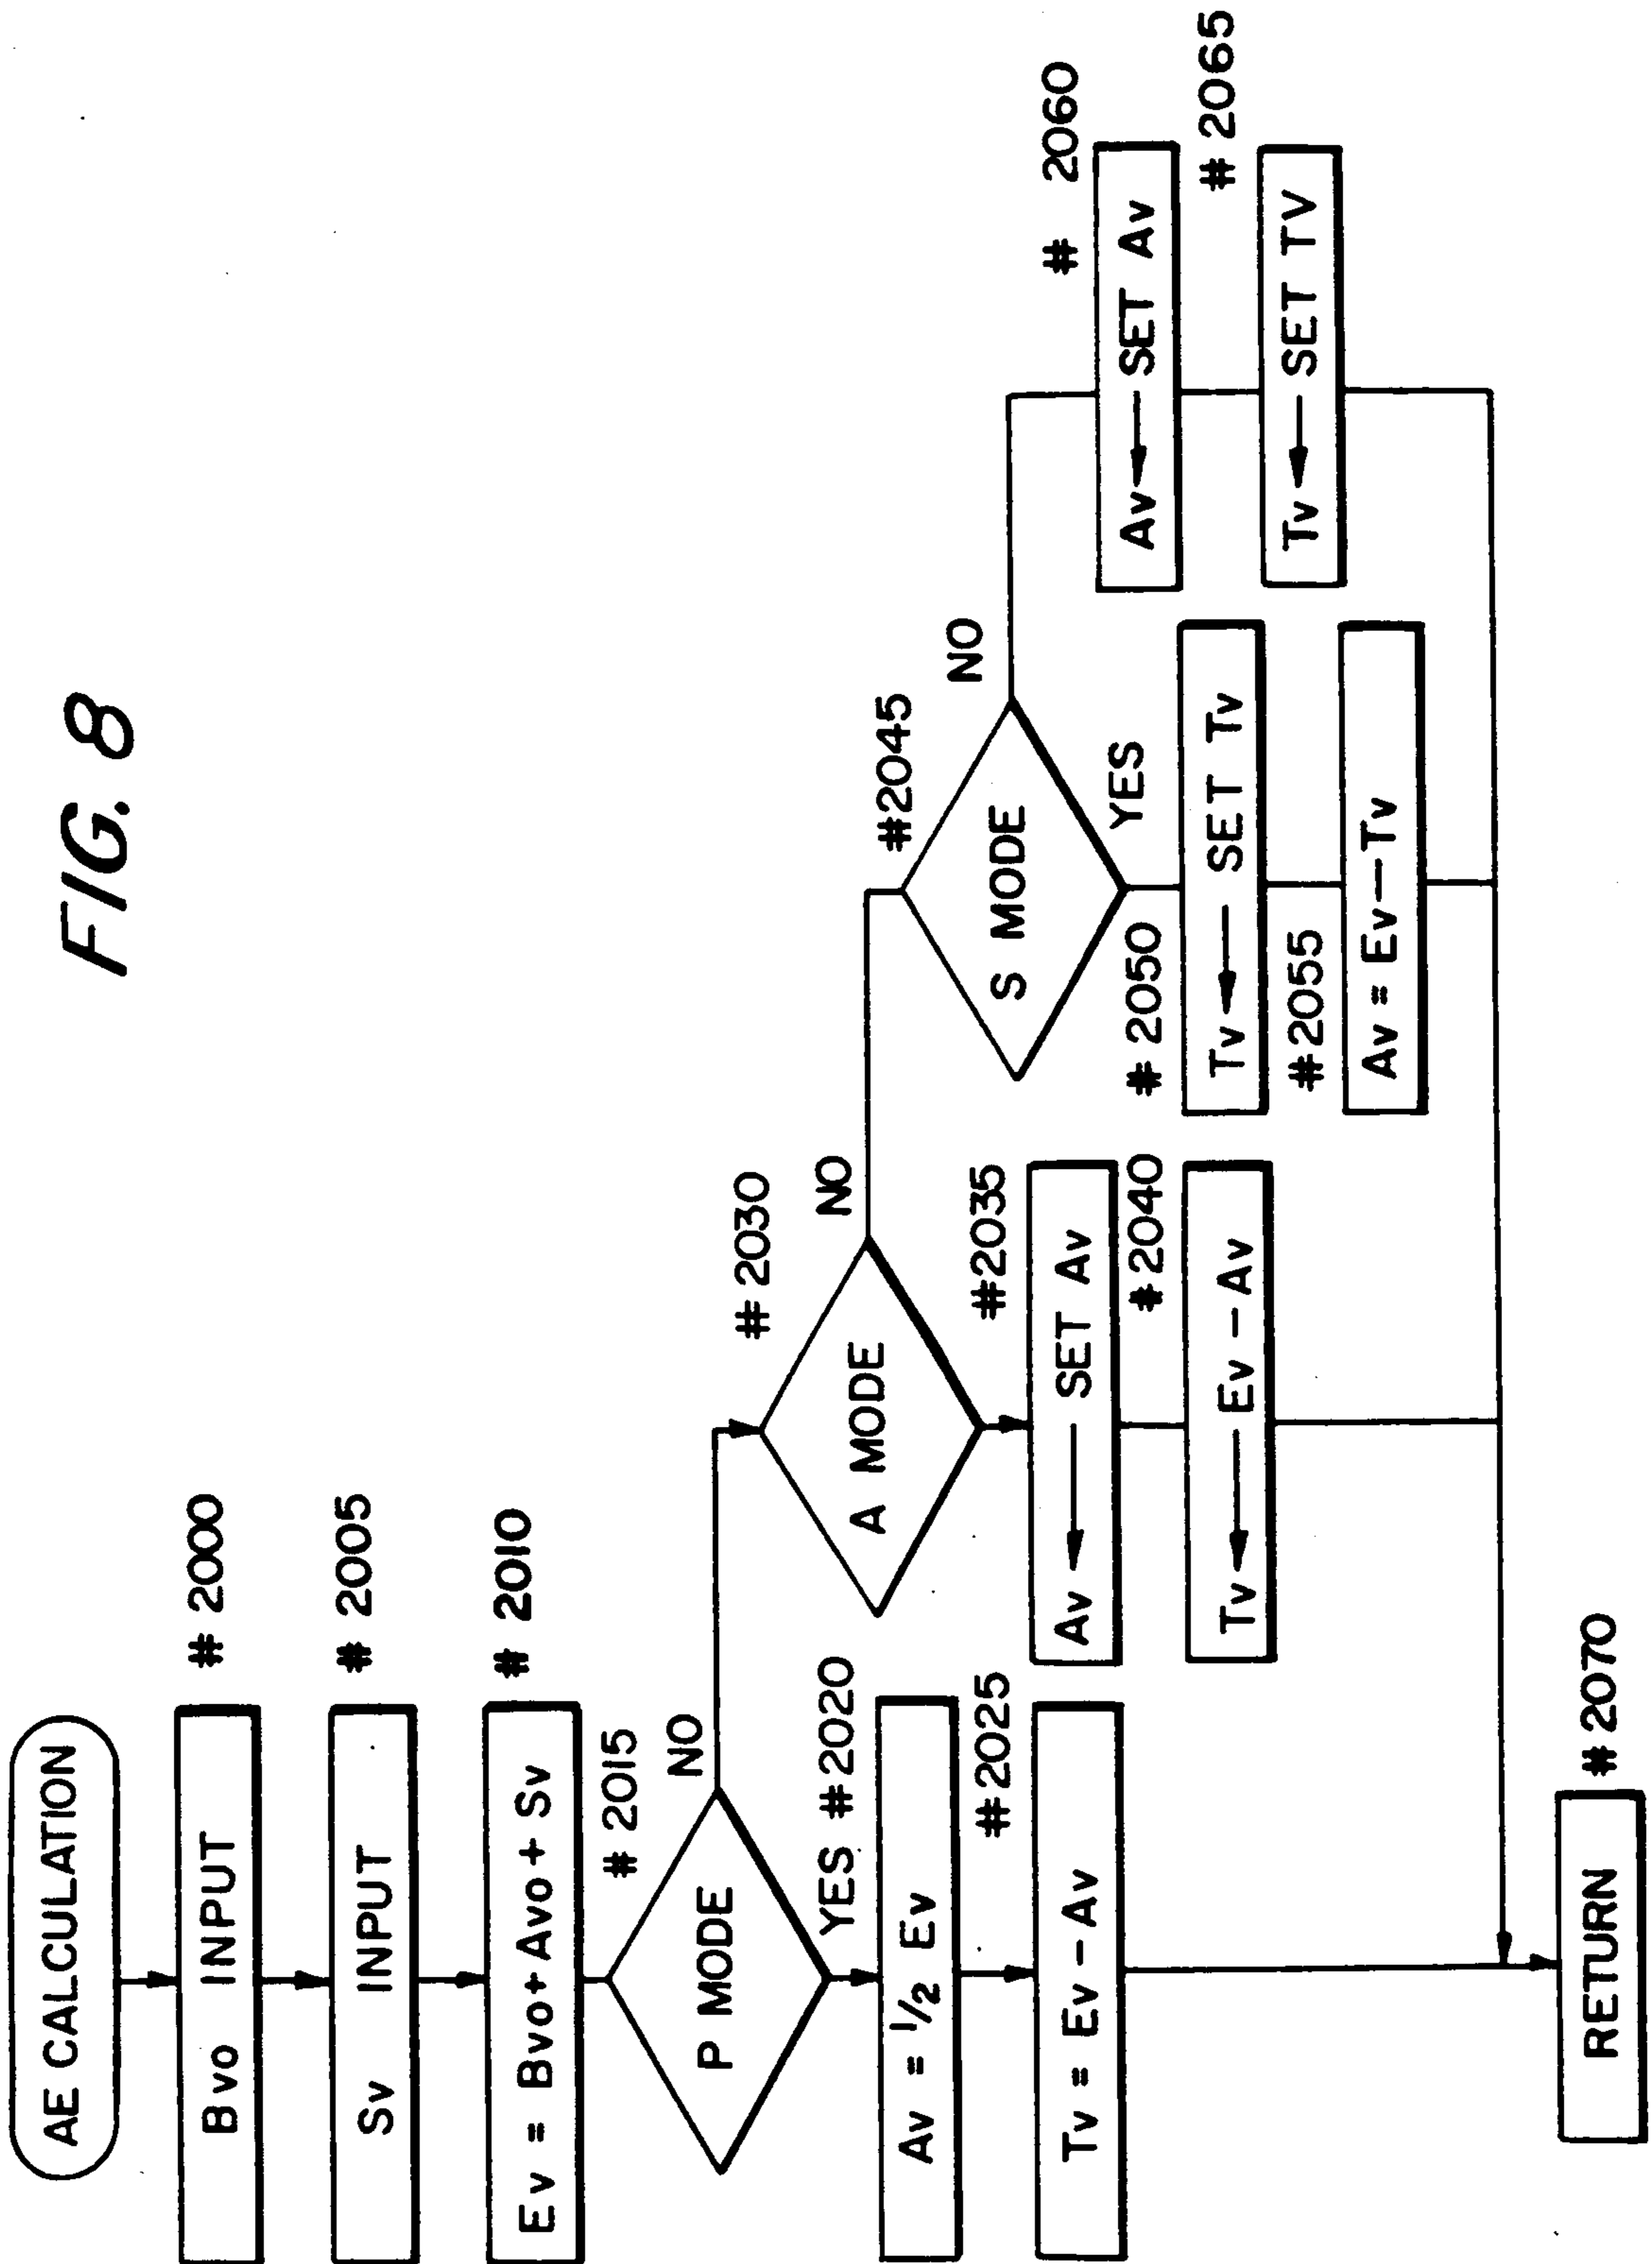 FIG. 8
AE CALCULATION
Bvo INPUT
# 2000
Sv INPUT
# 2005
Ev = Bvo + Avo + Sv
# 2010
P MODE
# 2015
NO
YES
Av = 1/2 Ev
#2020
Tv = Ev - Av
#2025
A MODE
# 2030
NO
Av ← SET Av
#2035
Tv ← Ev - Av
#2040
S MODE
#2045
NO
YES
Tv ← SET Tv
# 2050
Av = Ev - Tv
#2055
Av ← SET Av
# 2060
Tv ← SET TV
# 2065
RETURN
# 2070